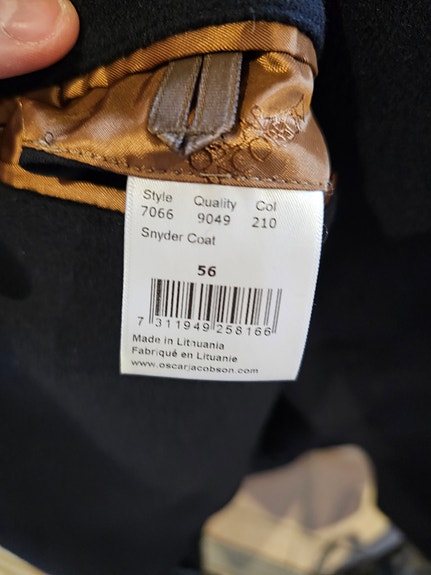 Style Quality Col
7066 9049 210
Snyder Coat
56
7 311949 258166
Made in Lithuania
Fabriqué en Lituanie
www.oscarjacobson.com